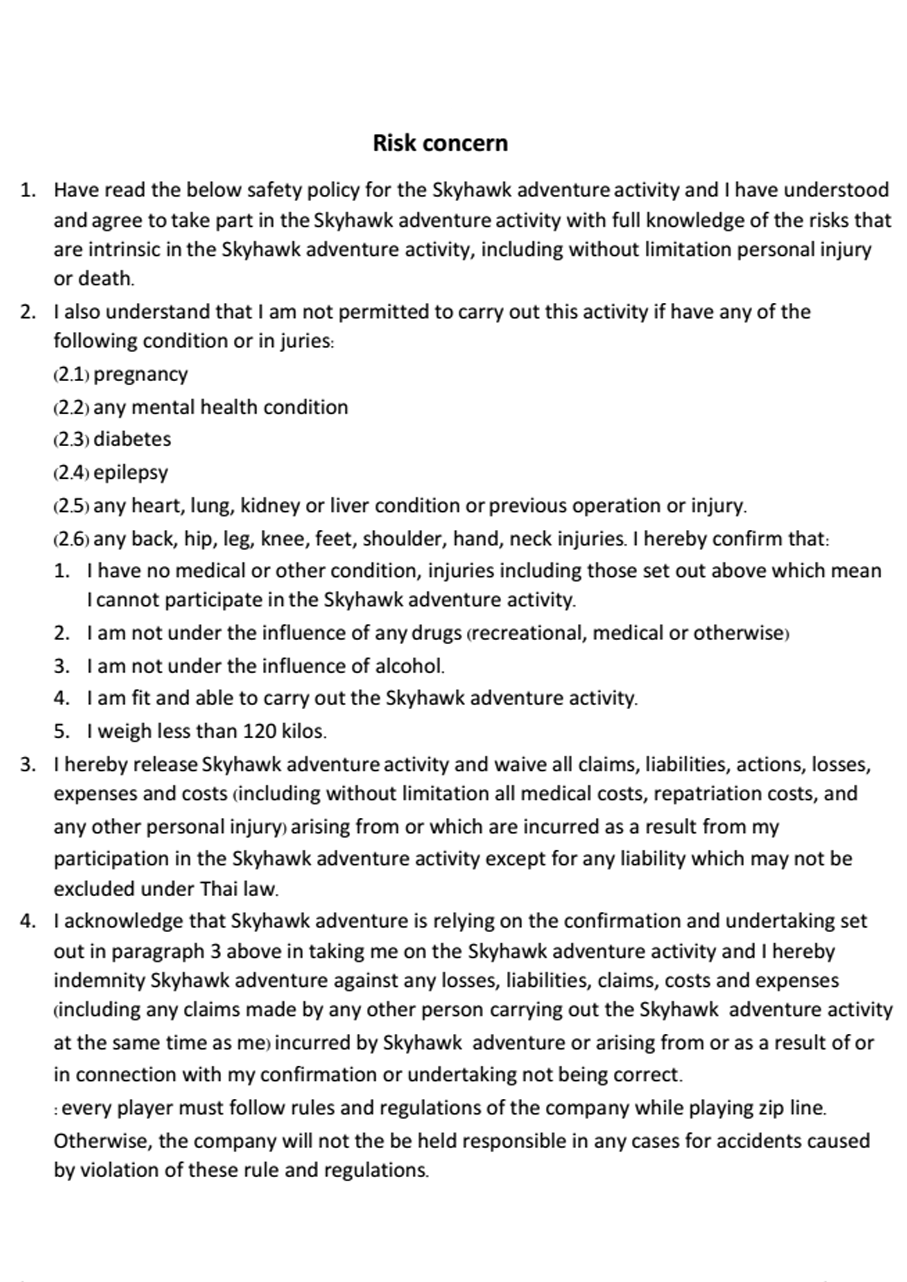 Risk concern
1. Have read the below safety policy for the Skyhawk adventure activity and I have understood
and agree to take part in the Skyhawk adventure activity with full knowledge of the risks that
are intrinsic in the Skyhawk adventure activity, including without limitation personal injury
or death.
2. I also understand that I am not permitted to carry out this activity if have any of the
following condition or in juries:
(2.1) pregnancy
(2.2) any mental health condition
(2.3) diabetes
(2.4) epilepsy
(2.5) any heart, lung, kidney or liver condition or previous operation or injury.
(2.6) any back, hip, leg, knee, feet, shoulder, hand, neck injuries. I hereby confirm that:
1. I have no medical or other condition, injuries including those set out above which mean
I cannot participate in the Skyhawk adventure activity.
2. I am not under the influence of any drugs (recreational, medical or otherwise)
3. I am not under the influence of alcohol.
4. I am fit and able to carry out the Skyhawk adventure activity.
5. I weigh less than 120 kilos.
3. I hereby release Skyhawk adventure activity and waive all claims, liabilities, actions, losses,
expenses and costs (including without limitation all medical costs, repatriation costs, and
any other personal injury) arising from or which are incurred as a result from my
participation in the Skyhawk adventure activity except for any liability which may not be
excluded under Thai law.
4. I acknowledge that Skyhawk adventure is relying on the confirmation and undertaking set
out in paragraph 3 above in taking me on the Skyhawk adventure activity and I hereby
indemnity Skyhawk adventure against any losses, liabilities, claims, costs and expenses
(including any claims made by any other person carrying out the Skyhawk adventure activity
at the same time as me) incurred by Skyhawk adventure or arising from or as a result of or
in connection with my confirmation or undertaking not being correct.
: every player must follow rules and regulations of the company while playing zip line.
Otherwise, the company will not the be held responsible in any cases for accidents caused
by violation of these rule and regulations.